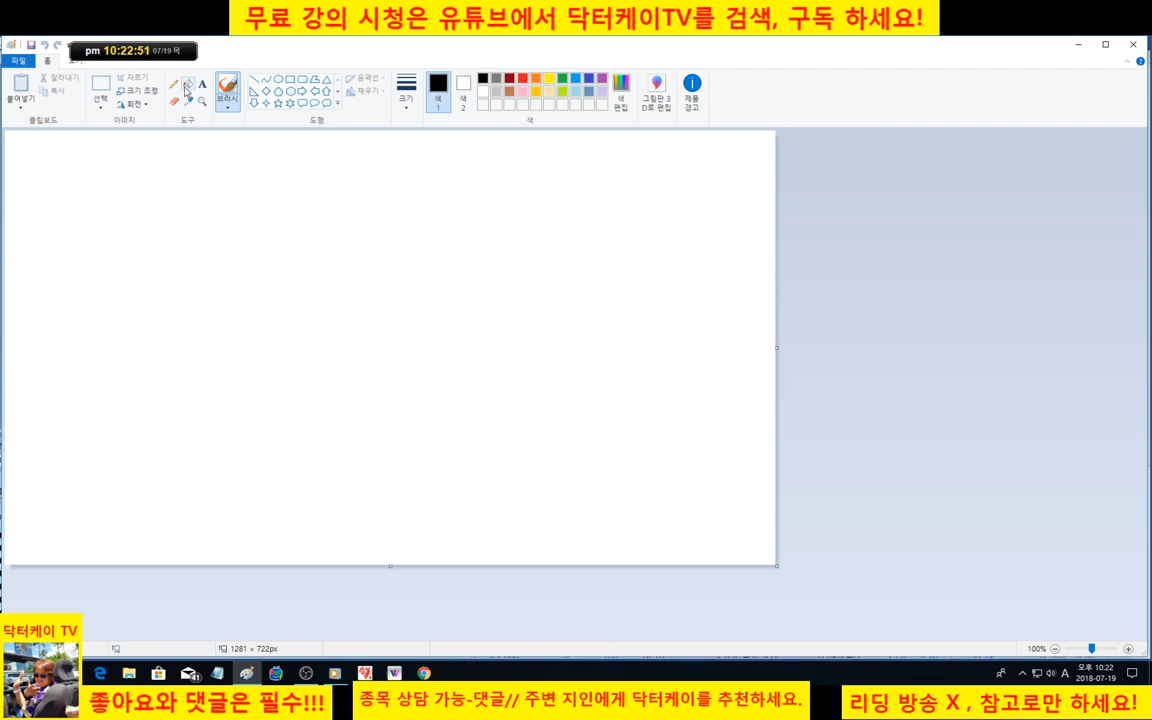 무료 강의 시청은 유튜브에서 닥터케이TV를 검색, 구독 하세요!
pm 10:22:51 07/19 목
파일
홈
붙여넣기
잘라내기
복사
클립보드
선택
자르기
크기 조정
회전
이미지
A
도구
브러시
윤곽선
채우기
도형
크기
색
1
색
2
색
편집
색
그림판 3
D로 편집
제품
경고
1281 × 722px
100%
닥터케이 TV
41
A
오후 10:22
2018-07-19
좋아요와 댓글은 필수!!!
종목 상담 가능-댓글// 주변 지인에게 닥터케이를 추천하세요.
리딩 방송 X , 참고로만 하세요!